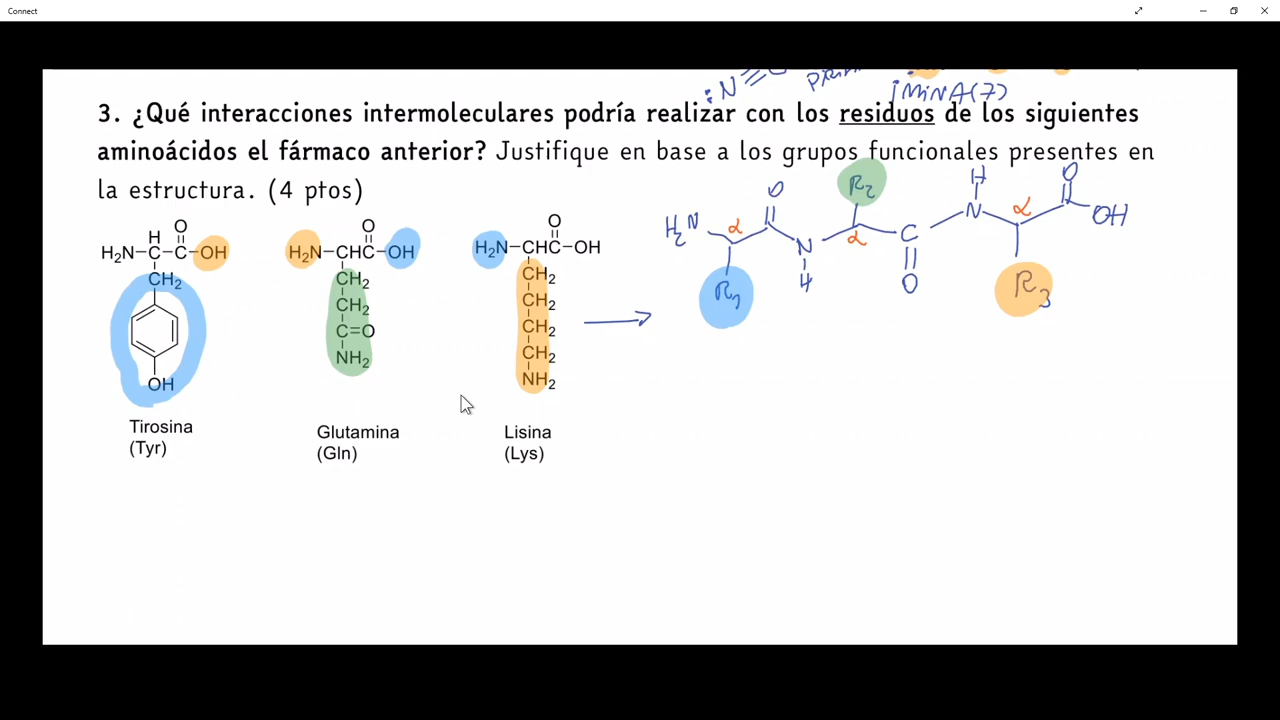 Connect
:N≡
IMINA(7)
3. ¿Qué interacciones intermoleculares podría realizar con los residuos de los siguientes
aminoácidos el fármaco anterior? Justifique en base a los grupos funcionales presentes en
la estructura. (4 ptos)
H O
H₂N–C–C–OH
CH₂
OH
Tirosina
(Tyr)
O
H₂N–CHC–OH
CH₂
CH₂
C=O
NH₂
Glutamina
(Gln)
O
H₂N–CHC–OH
CH₂
CH₂
CH₂
CH₂
NH₂
Lisina
(Lys)
O R₂ H O
H₂N α α N α OH
N C
R₁ H O R₃